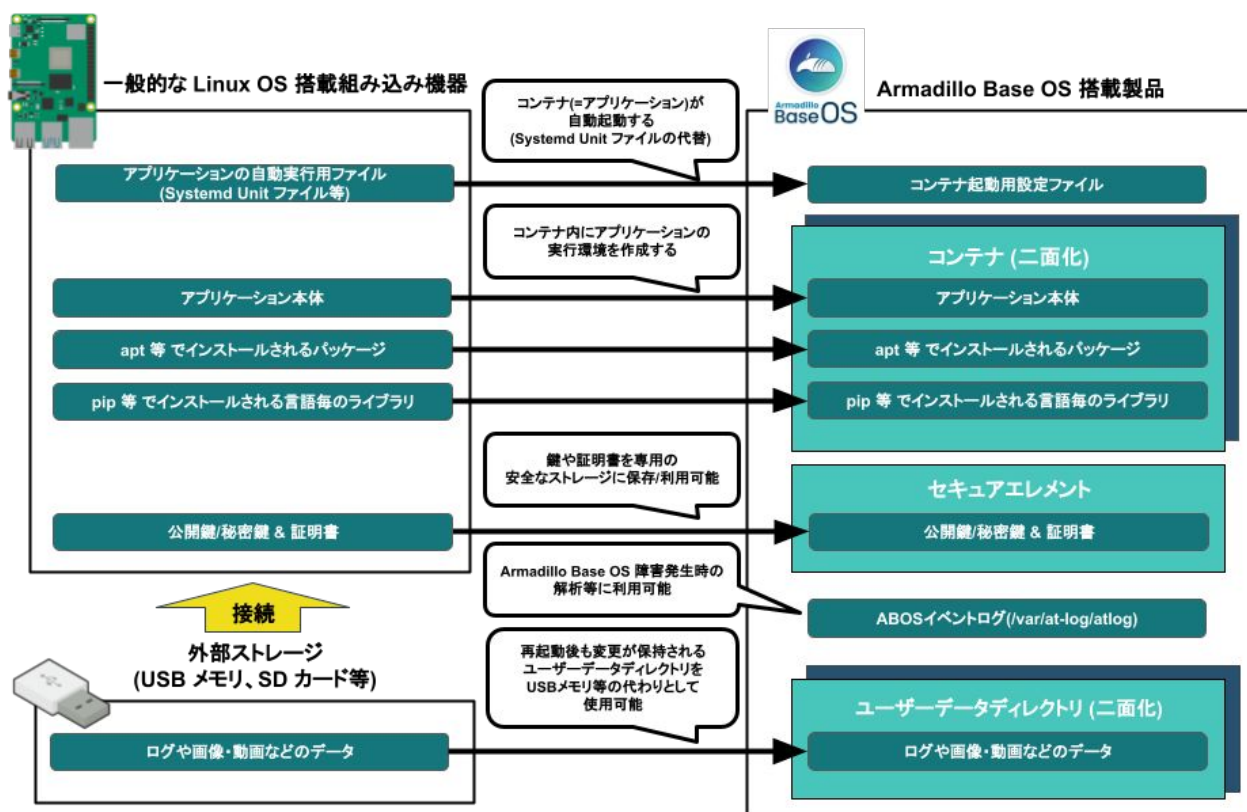 一般的な Linux OS 搭載組み込み機器
Armadillo
Base OS
Armadillo Base OS 搭載製品
コンテナ(=アプリケーション)が
自動起動する
(Systemd Unit ファイルの代替)
アプリケーションの自動実行用ファイル
(Systemd Unit ファイル等)
コンテナ起動用設定ファイル
コンテナ内にアプリケーションの
実行環境を作成する
コンテナ (二面化)
アプリケーション本体
アプリケーション本体
apt 等 でインストールされるパッケージ
apt 等 でインストールされるパッケージ
pip 等 でインストールされる言語毎のライブラリ
pip 等 でインストールされる言語毎のライブラリ
鍵や証明書を専用の
安全なストレージに保存/利用可能
セキュアエレメント
公開鍵/秘密鍵 & 証明書
公開鍵/秘密鍵 & 証明書
Armadillo Base OS 障害発生時の
解析等に利用可能
ABOSイベントログ(/var/at-log/atlog)
接続
外部ストレージ
(USB メモリ、SD カード等)
再起動後も変更が保持される
ユーザーデータディレクトリを
USBメモリ等の代わりとして
使用可能
ユーザーデータディレクトリ (二面化)
ログや画像・動画などのデータ
ログや画像・動画などのデータ